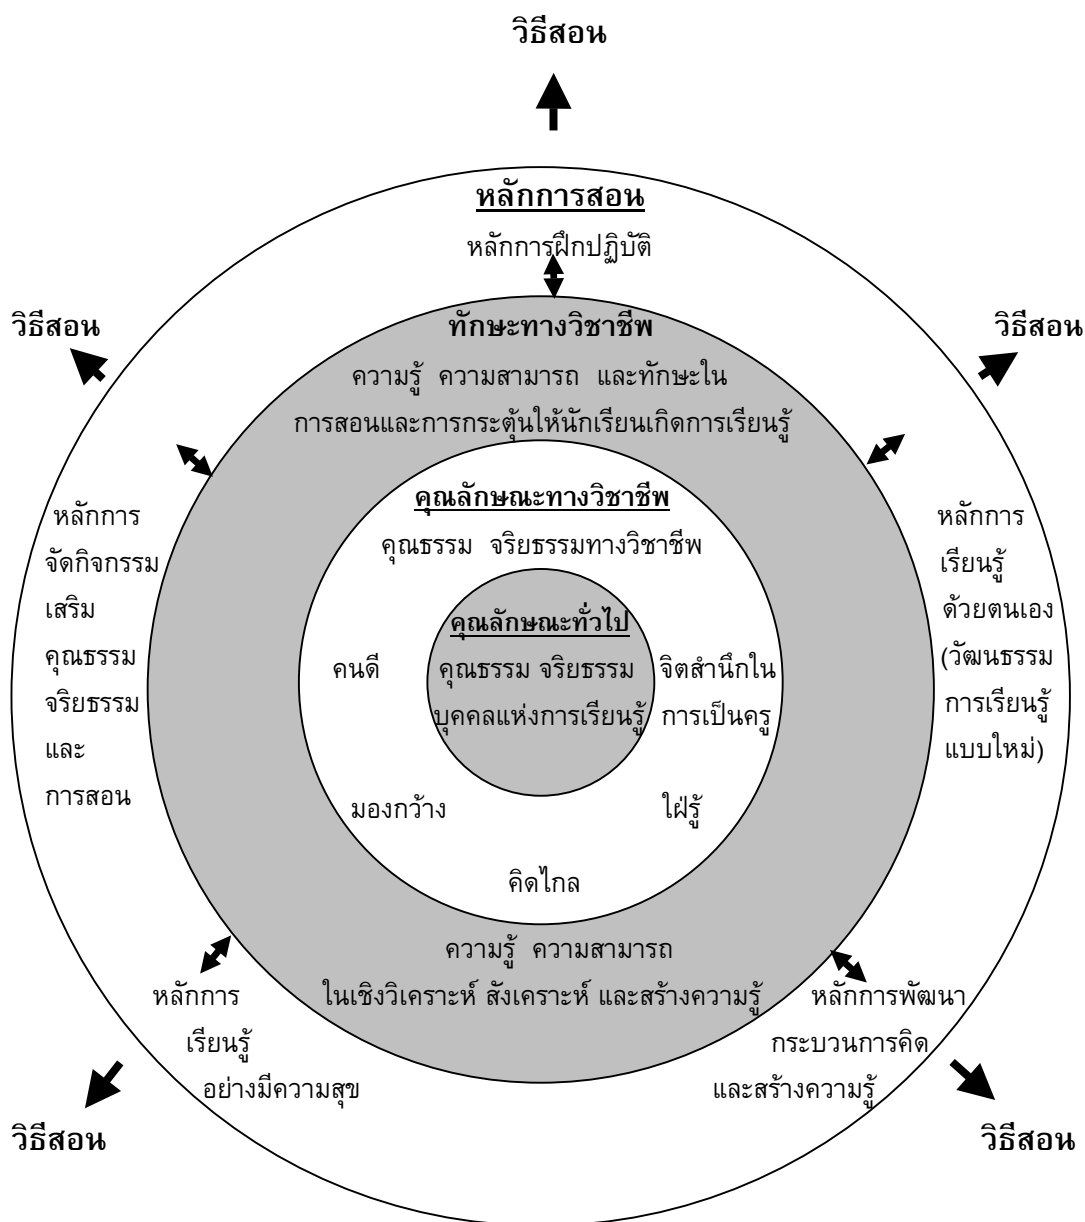 วิธีสอน
หลักการสอน
หลักการฝึกปฏิบัติ
วิธีสอน
วิธีสอน
ทักษะทางวิชาชีพ
ความรู้ ความสามารถ และทักษะใน
การสอนและการกระตุ้นให้นักเรียนเกิดการเรียนรู้
คุณลักษณะทางวิชาชีพ
คุณธรรม จริยธรรมทางวิชาชีพ
หลักการ
จัดกิจกรรม
เสริม
คุณธรรม
จริยธรรม
และ
การสอน
คุณลักษณะทั่วไป
คุณธรรม จริยธรรม
บุคคลแห่งการเรียนรู้
คนดี
จิตสำนึกใน
การเป็นครู
มองกว้าง
ใฝ่รู้
คิดไกล
หลักการ
เรียนรู้
ด้วยตนเอง
(วัฒนธรรม
การเรียนรู้
แบบใหม่)
ความรู้ ความสามารถ
ในเชิงวิเคราะห์ สังเคราะห์ และสร้างความรู้
หลักการ
เรียนรู้
อย่างมีความสุข
หลักการพัฒนา
กระบวนการคิด
และสร้างความรู้
วิธีสอน
วิธีสอน